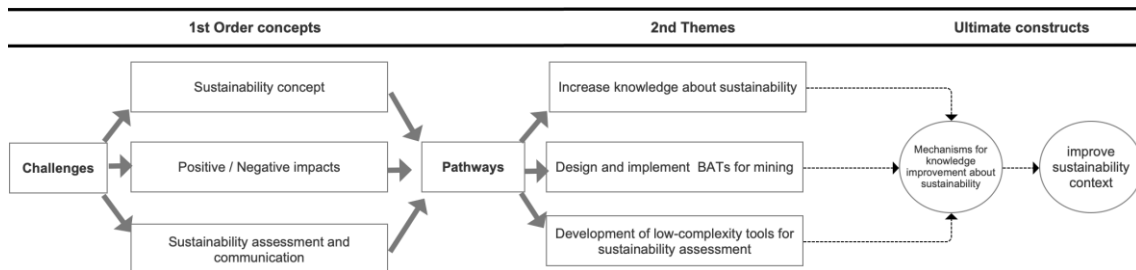 1st Order concepts
2nd Themes
Ultimate constructs
Sustainability concept
Increase knowledge about sustainability
Challenges
Positive / Negative impacts
Pathways
Design and implement BATs for mining
Mechanisms for
knowledge
improvement about
sustainability
improve
sustainability
context
Sustainability assessment and
communication
Development of low-complexity tools for
sustainability assessment